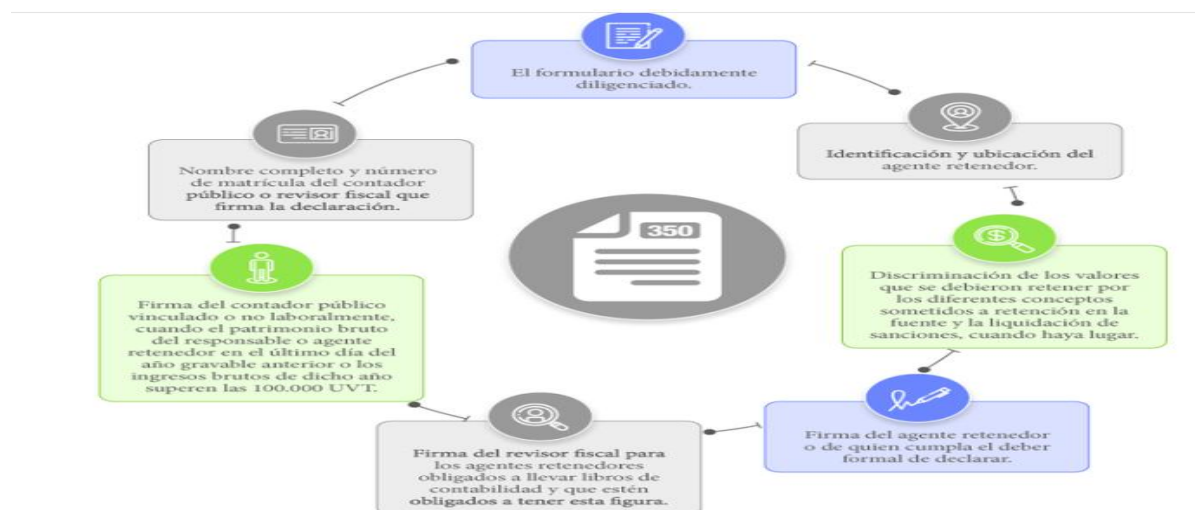 El formulario debidamente
diligenciado.
Identificación y ubicación del
agente retenedor.
Discriminación de los valores
que se debieron retener por
los diferentes conceptos
sometidos a retención en la
fuente y la liquidación de
sanciones, cuando haya lugar.
Firma del agente retenedor
o de quien cumpla el deber
formal de declarar.
Firma del revisor fiscal para
los agentes retenedores
obligados a llevar libros de
contabilidad y que estén
obligados a tener esta figura.
Firma del contador público
vinculado o no laboralmente,
cuando el patrimonio bruto
del responsable o agente
retenedor en el último día del
año gravable anterior o los
ingresos brutos de dicho año
superen las 100.000 UVT.
Nombre completo y número
de matrícula del contador
público o revisor fiscal que
firma la declaración.
350